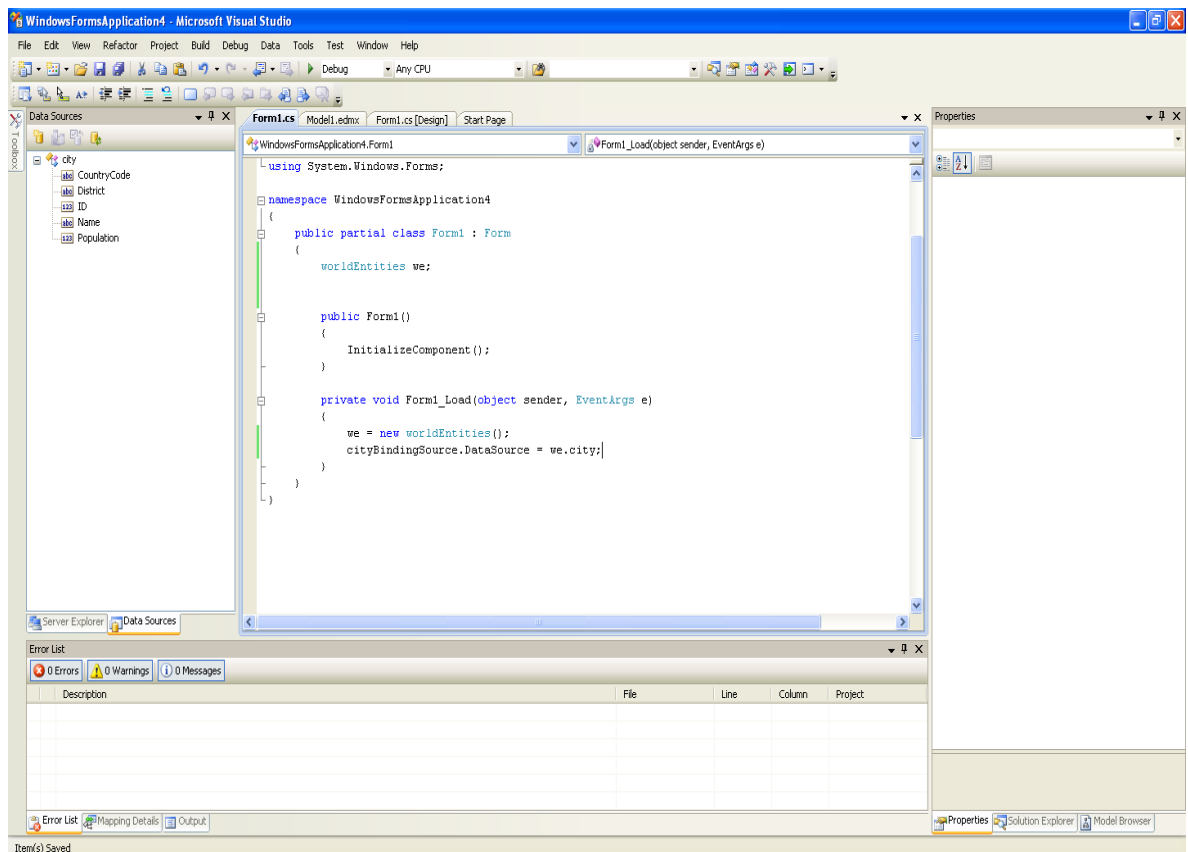 WindowsFormsApplication4 - Microsoft Visual Studio
File Edit View Refactor Project Build Debug Data Tools Test Window Help
Debug Any CPU
Data Sources
Toolbox
city
CountryCode
District
ID
Name
Population
Server Explorer Data Sources
Form1.cs Model1.edmx Form1.cs [Design] Start Page
WindowsFormsApplication4.Form1 Form1_Load(object sender, EventArgs e)
using System.Windows.Forms;
namespace WindowsFormsApplication4
{
public partial class Form1 : Form
{
worldEntities we;
public Form1()
{
InitializeComponent();
}
private void Form1_Load(object sender, EventArgs e)
{
we = new worldEntities();
cityBindingSource.DataSource = we.city;
}
}
}
Properties
Error List
0 Errors 0 Warnings 0 Messages
Description File Line Column Project
Error List Mapping Details Output
Properties Solution Explorer Model Browser
Item(s) Saved